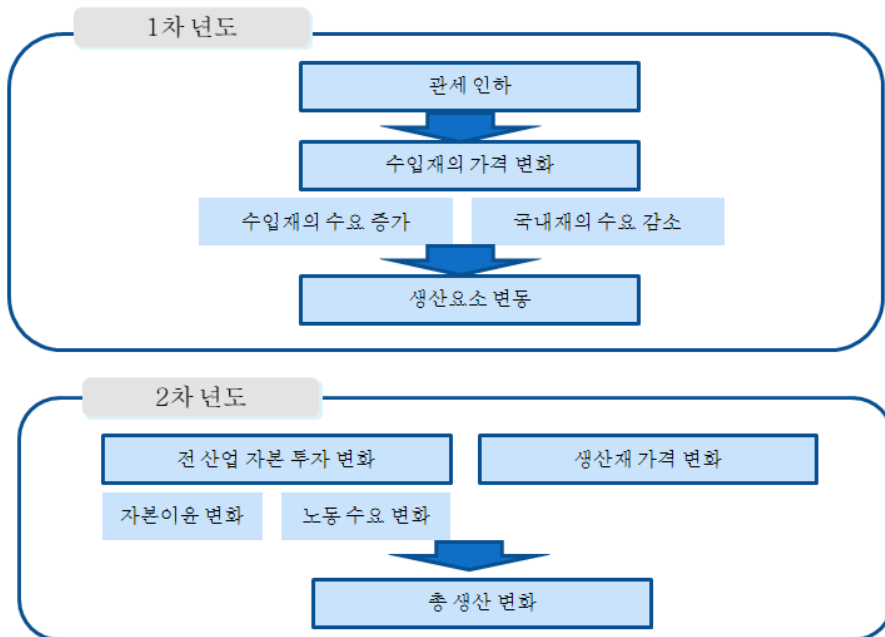 1차 년도
관세 인하
수입재의 가격 변화
수입재의 수요 증가
국내재의 수요 감소
생산요소 변동
2차 년도
전 산업 자본 투자 변화
생산재 가격 변화
자본이윤 변화
노동 수요 변화
총 생산 변화